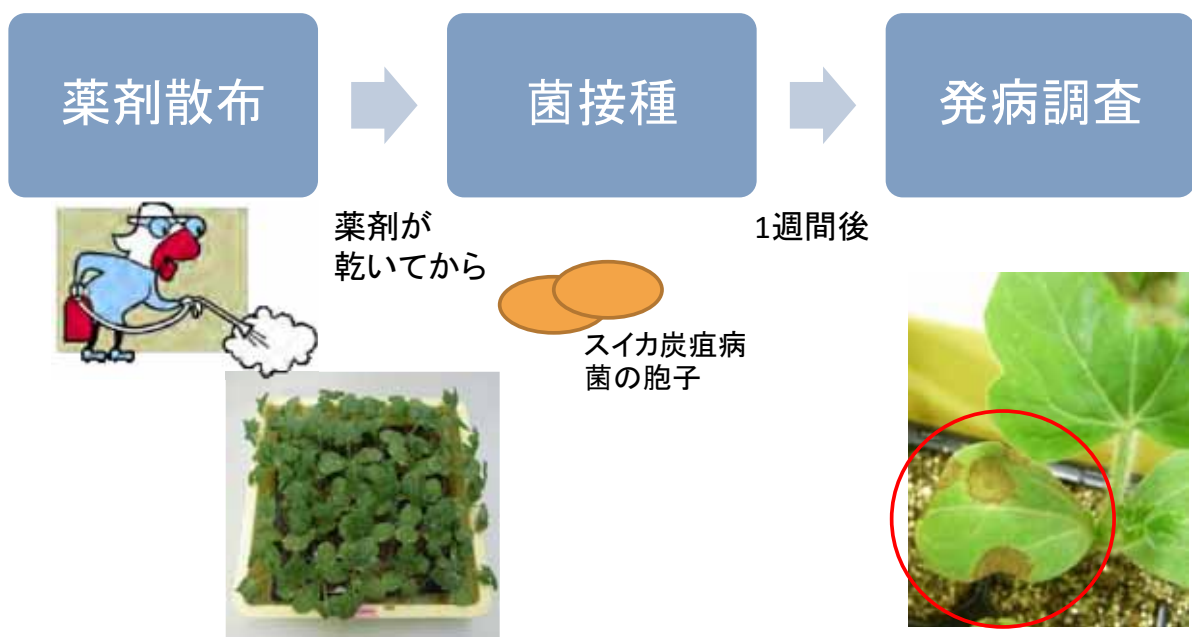 薬剤散布
菌接種
発病調査
薬剤が
乾いてから
1週間後
スイカ炭疽病
菌の胞子